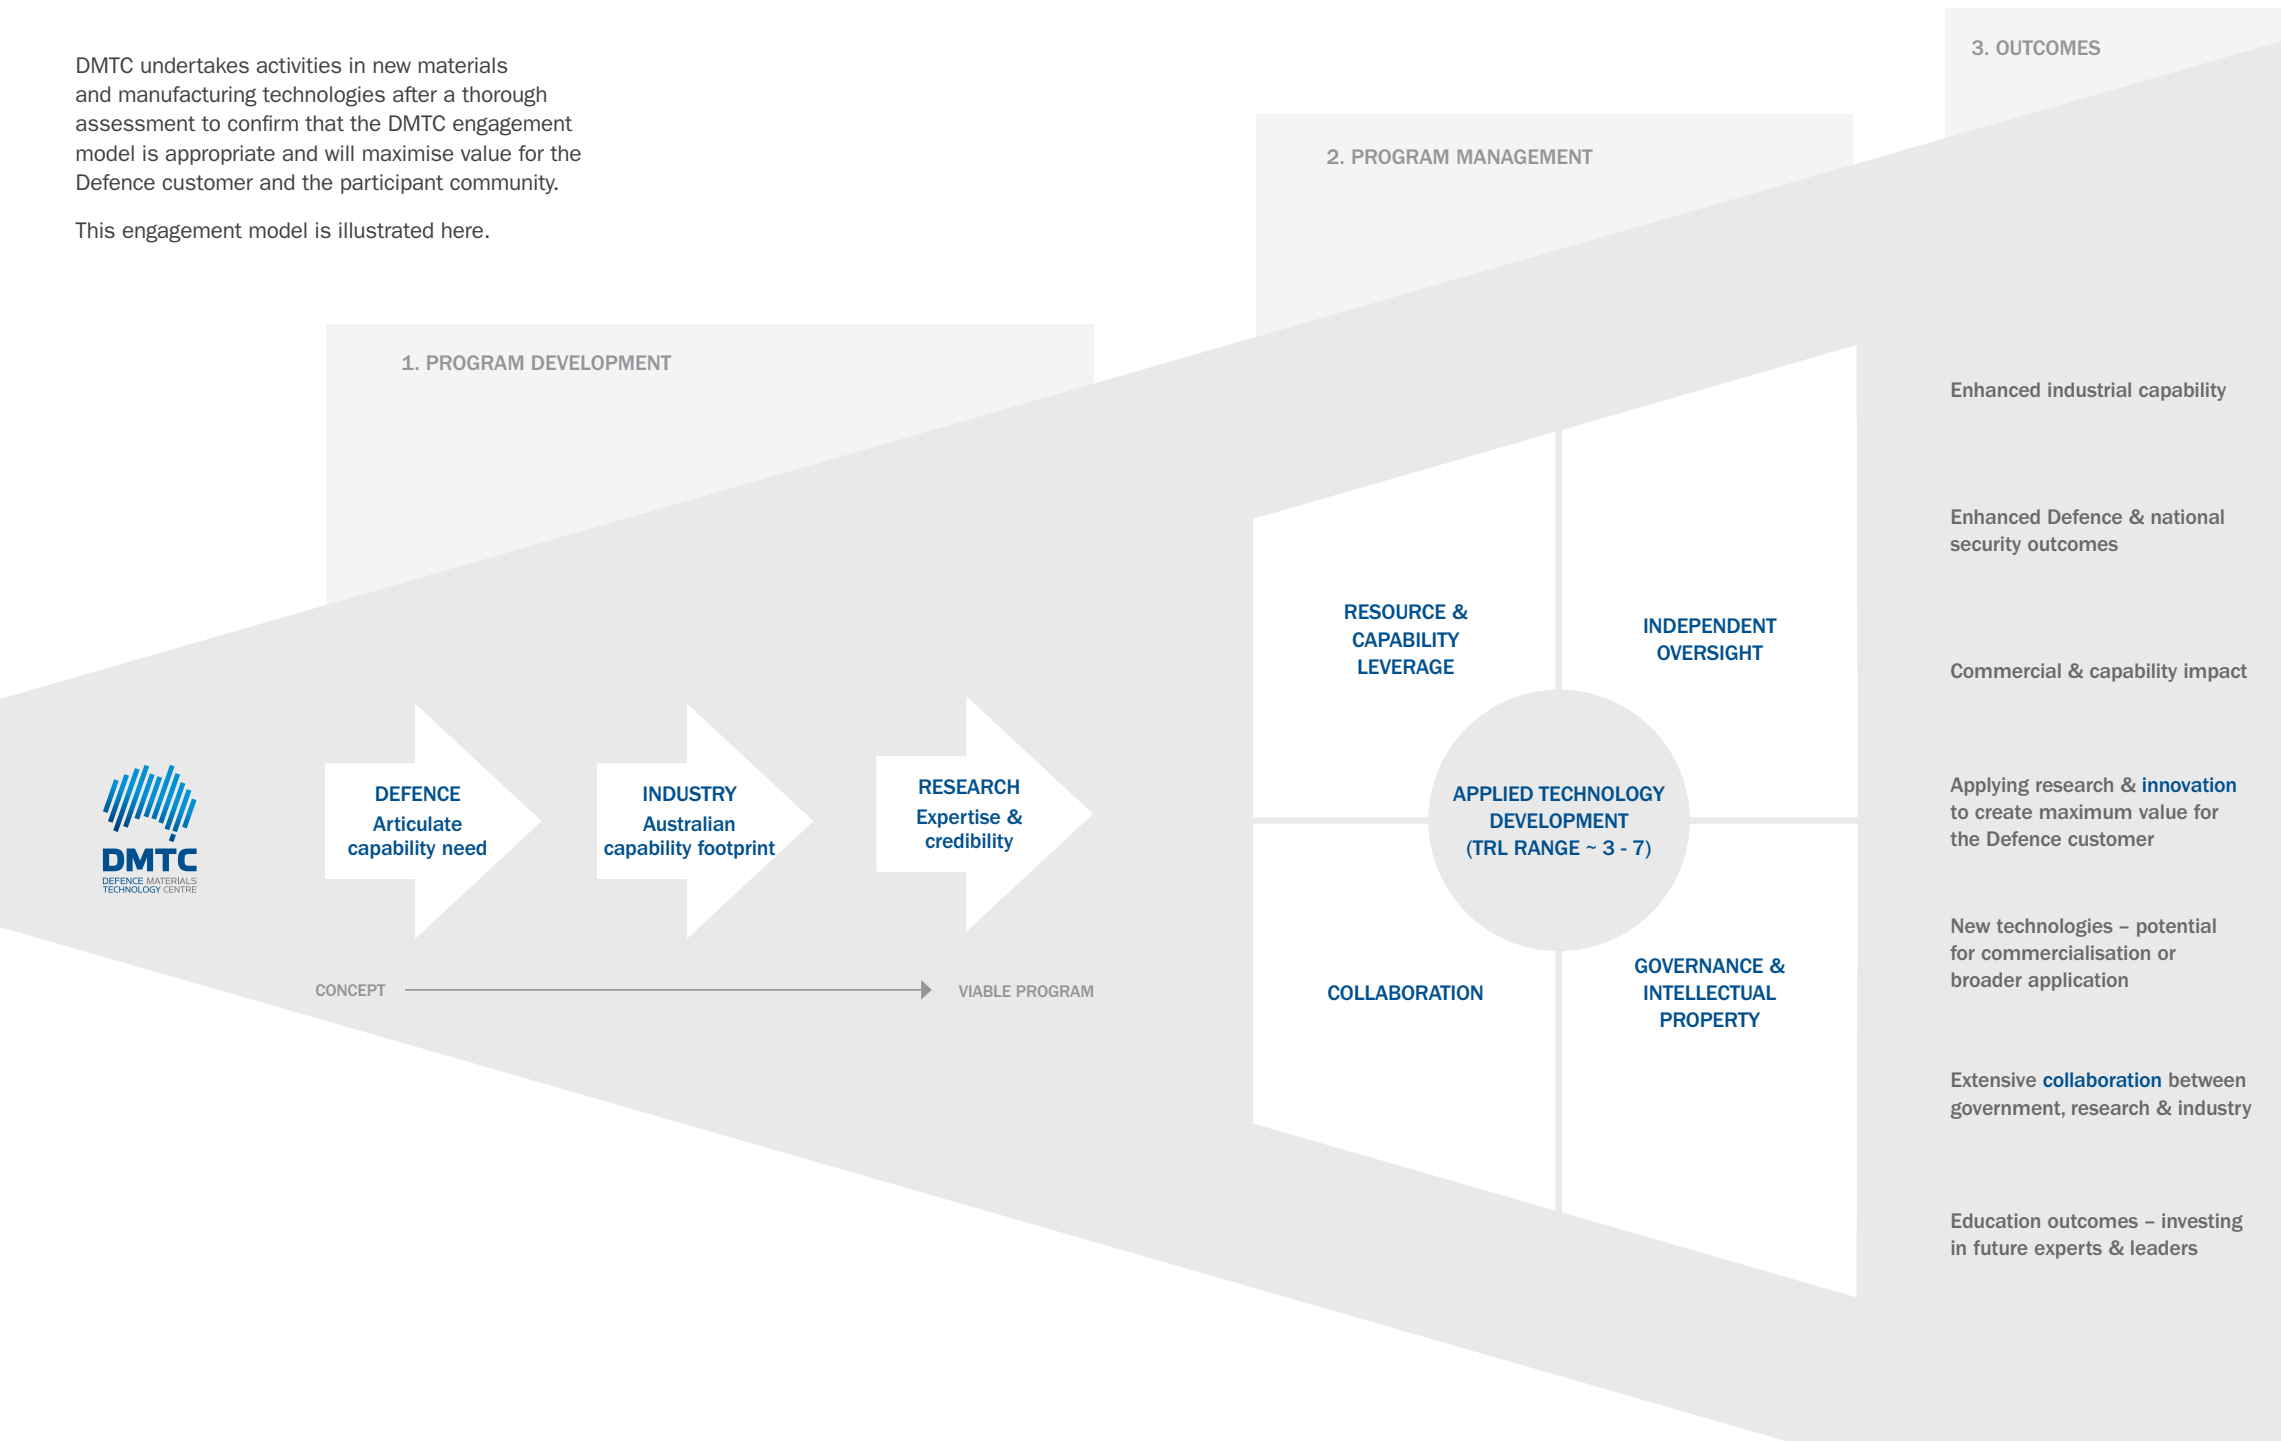 DMTC undertakes activities in new materials
and manufacturing technologies after a thorough
assessment to confirm that the DMTC engagement
model is appropriate and will maximise value for the
Defence customer and the participant community.
This engagement model is illustrated here.
1. PROGRAM DEVELOPMENT
2. PROGRAM MANAGEMENT
3. OUTCOMES
DMTC
DEFENCE MATERIALS
TECHNOLOGY CENTRE
DEFENCE
Articulate
capability need
INDUSTRY
Australian
capability footprint
RESEARCH
Expertise &
credibility
CONCEPT
VIABLE PROGRAM
RESOURCE &
CAPABILITY
LEVERAGE
INDEPENDENT
OVERSIGHT
APPLIED TECHNOLOGY
DEVELOPMENT
(TRL RANGE ~ 3 - 7)
COLLABORATION
GOVERNANCE &
INTELLECTUAL
PROPERTY
Enhanced industrial capability
Enhanced Defence & national
security outcomes
Commercial & capability impact
Applying research & innovation
to create maximum value for
the Defence customer
New technologies – potential
for commercialisation or
broader application
Extensive collaboration between
government, research & industry
Education outcomes – investing
in future experts & leaders